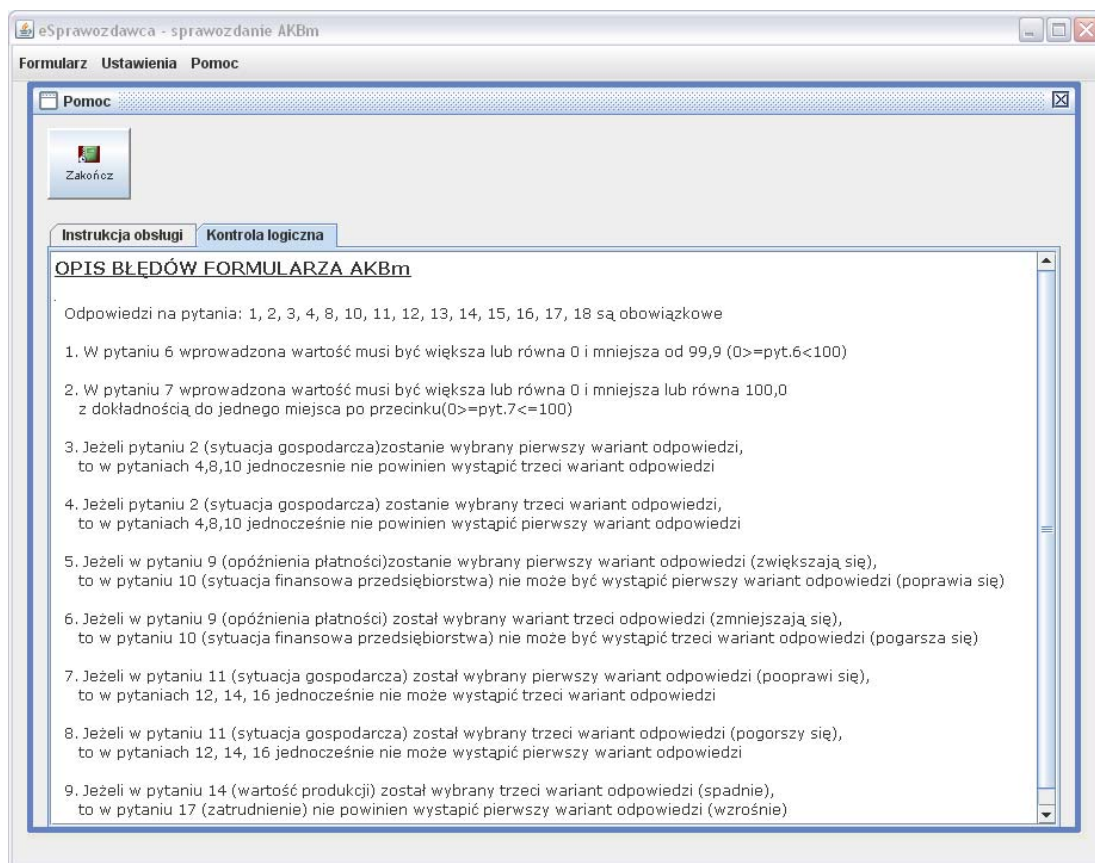 eSprawozdawca - sprawozdanie AKBm
Formularz Ustawienia Pomoc
Pomoc
Zakończ
Instrukcja obsługi Kontrola logiczna
OPIS BŁĘDÓW FORMULARZA AKBm
.
Odpowiedzi na pytania: 1, 2, 3, 4, 8, 10, 11, 12, 13, 14, 15, 16, 17, 18 są obowiązkowe
1. W pytaniu 6 wprowadzona wartość musi być większa lub równa 0 i mniejsza od 99,9 (0>=pyt.6<100)
2. W pytaniu 7 wprowadzona wartość musi być większa lub równa 0 i mniejsza lub równa 100,0
z dokładnością do jednego miejsca po przecinku(0>=pyt.7<=100)
3. Jeżeli pytaniu 2 (sytuacja gospodarcza)zostanie wybrany pierwszy wariant odpowiedzi,
to w pytaniach 4,8,10 jednoczesnie nie powinien wystąpić trzeci wariant odpowiedzi
4. Jeżeli pytaniu 2 (sytuacja gospodarcza) zostanie wybrany trzeci wariant odpowiedzi,
to w pytaniach 4,8,10 jednocześnie nie powinien wystąpić pierwszy wariant odpowiedzi
5. Jeżeli w pytaniu 9 (opóźnienia płatności)zostanie wybrany pierwszy wariant odpowiedzi (zwiększają się),
to w pytaniu 10 (sytuacja finansowa przedsiębiorstwa) nie może być wystąpić pierwszy wariant odpowiedzi (poprawia się)
6. Jeżeli w pytaniu 9 (opóźnienia płatności) został wybrany wariant trzeci odpowiedzi (zmniejszają się),
to w pytaniu 10 (sytuacja finansowa przedsiębiorstwa) nie może być wystąpić trzeci wariant odpowiedzi (pogarsza się)
7. Jeżeli w pytaniu 11 (sytuacja gospodarcza) został wybrany pierwszy wariant odpowiedzi (pooprawi się),
to w pytaniach 12, 14, 16 jednocześnie nie może wystąpić trzeci wariant odpowiedzi
8. Jeżeli w pytaniu 11 (sytuacja gospodarcza) został wybrany trzeci wariant odpowiedzi (pogorszy się),
to w pytaniach 12, 14, 16 jednocześnie nie może wystąpić pierwszy wariant odpowiedzi
9. Jeżeli w pytaniu 14 (wartość produkcji) został wybrany trzeci wariant odpowiedzi (spadnie),
to w pytaniu 17 (zatrudnienie) nie powinien wystapić pierwszy wariant odpowiedzi (wzrośnie)